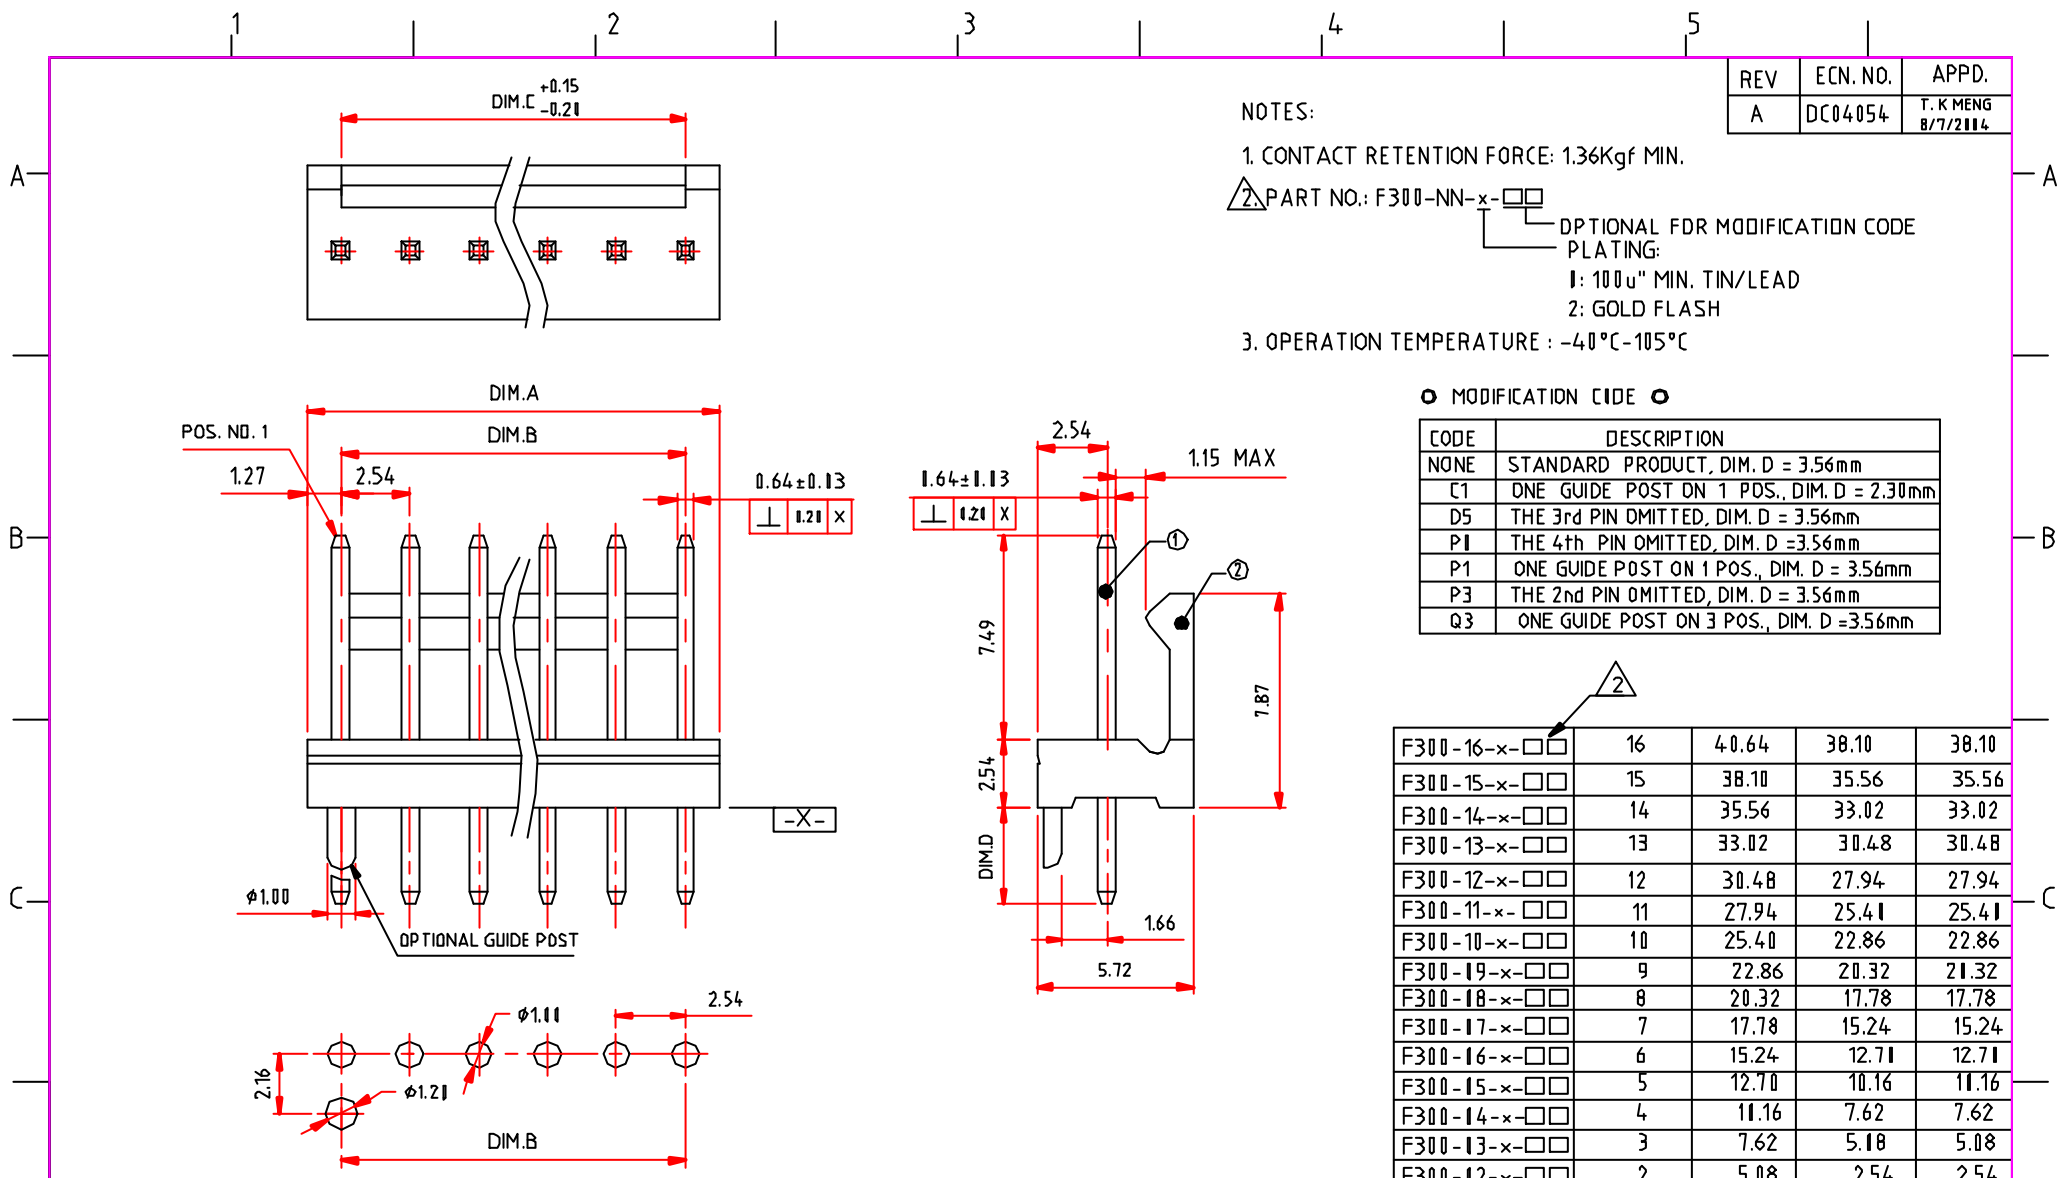 1 2 3 4 5
REV ECN. NO. APPD.
A DC04054 T. K MENG 8/7/2004
A A
B B
C C
DIM.C +0.15 -0.20
NOTES:
1. CONTACT RETENTION FORCE: 1.36Kgf MIN.
2. PART NO.: F300-NN-x-□□
OPTIONAL FOR MODIFICATION CODE
PLATING:
0: 100u" MIN. TIN/LEAD
2: GOLD FLASH
3. OPERATION TEMPERATURE : -40°C-105°C
DIM.A
DIM.B
POS. NO. 1
1.27 2.54
0.64±0.03
⊥ 0.20 X
-X-
ϕ1.00
OPTIONAL GUIDE POST
2.54
1.15 MAX
0.64±0.03
⊥ 0.20 X
1
2
7.49
7.87
2.54
DIM.D
1.66
5.72
ϕ1.00
2.54
2.16
ϕ1.20
DIM.B
MODIFICATION CODE
CODE DESCRIPTION
NONE STANDARD PRODUCT, DIM. D = 3.56mm
C1 ONE GUIDE POST ON 1 POS., DIM. D = 2.30mm
D5 THE 3rd PIN OMITTED, DIM. D = 3.56mm
P0 THE 4th PIN OMITTED, DIM. D =3.56mm
P1 ONE GUIDE POST ON 1 POS., DIM. D = 3.56mm
P3 THE 2nd PIN OMITTED, DIM. D = 3.56mm
Q3 ONE GUIDE POST ON 3 POS., DIM. D =3.56mm
2
F300-16-x-□□ 16 40.64 38.10 38.10
F300-15-x-□□ 15 38.10 35.56 35.56
F300-14-x-□□ 14 35.56 33.02 33.02
F300-13-x-□□ 13 33.02 30.48 30.48
F300-12-x-□□ 12 30.48 27.94 27.94
F300-11-x-□□ 11 27.94 25.40 25.40
F300-10-x-□□ 10 25.40 22.86 22.86
F300-09-x-□□ 9 22.86 20.32 20.32
F300-08-x-□□ 8 20.32 17.78 17.78
F300-07-x-□□ 7 17.78 15.24 15.24
F300-06-x-□□ 6 15.24 12.70 12.70
F300-05-x-□□ 5 12.70 10.16 10.16
F300-04-x-□□ 4 10.16 7.62 7.62
F300-03-x-□□ 3 7.62 5.08 5.08
F300-02-x-□□ 2 5.08 2.54 2.54